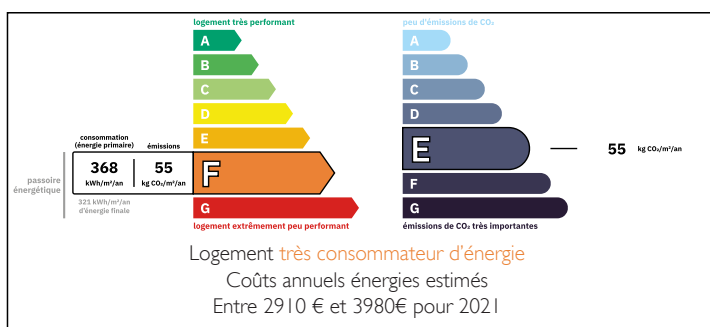 logement très performant
A
B
C
D
E
consommation
(énergie primaire)
émissions
368
kWh/m²/an
55
kg CO₂/m²/an
F
passoire
énergétique
321 kWh/m²/an
d'énergie finale
G
logement extrêmement peu performant
peu d'émissions de CO₂
A
B
C
D
E
55 kg CO₂/m²/an
F
G
émissions de CO₂ très importantes
Logement très consommateur d'énergie
Coûts annuels énergies estimés
Entre 2910 € et 3980€ pour 2021